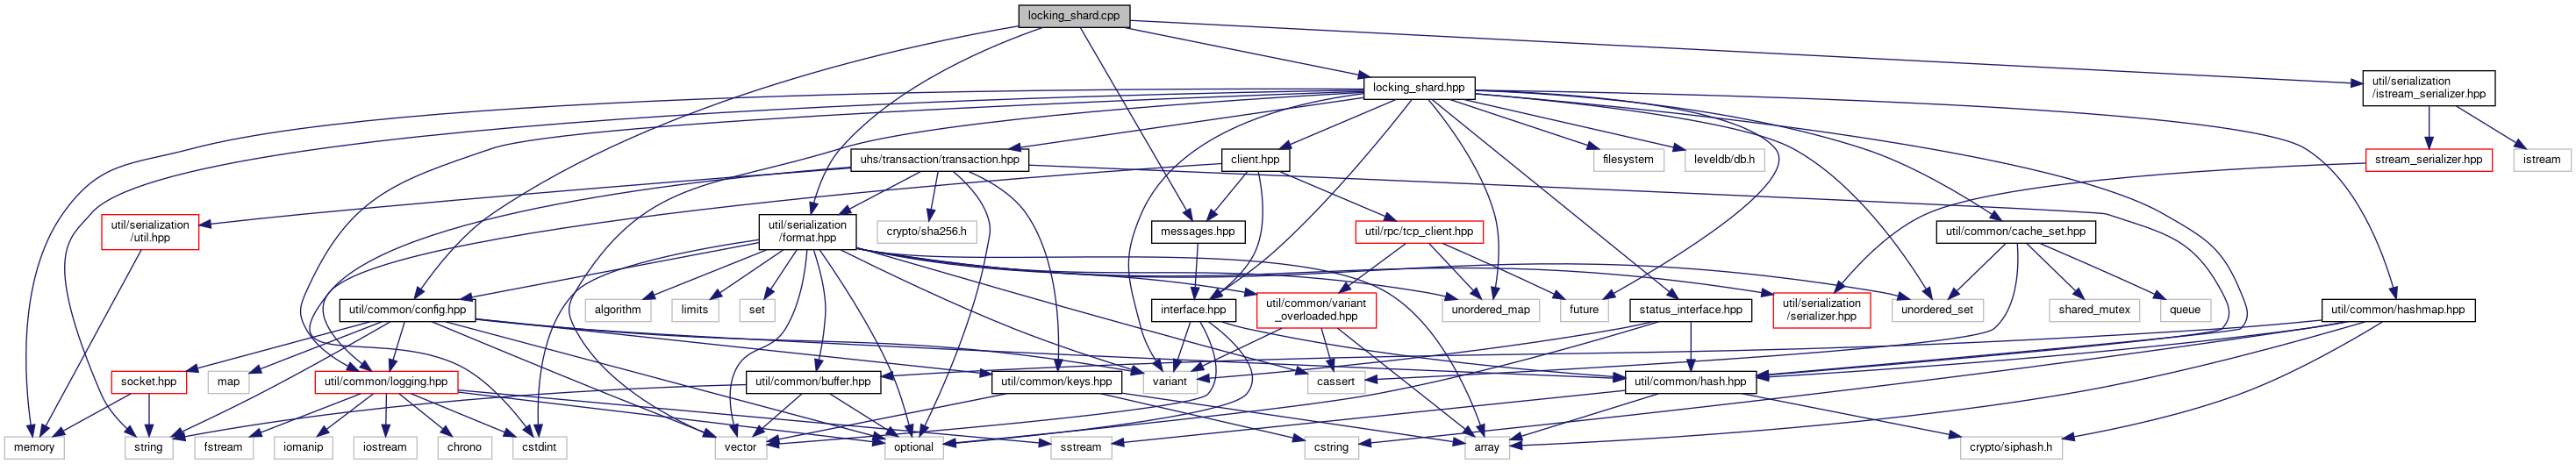 locking_shard.cpp
locking_shard.hpp
util/serialization
/istream_serializer.hpp
uhs/transaction/transaction.hpp
client.hpp
filesystem
leveldb/db.h
stream_serializer.hpp
istream
util/serialization
/util.hpp
util/serialization
/format.hpp
crypto/sha256.h
messages.hpp
util/rpc/tcp_client.hpp
util/common/cache_set.hpp
util/common/config.hpp
algorithm
limits
set
interface.hpp
util/common/variant
_overloaded.hpp
unordered_map
future
status_interface.hpp
util/serialization
/serializer.hpp
unordered_set
shared_mutex
queue
util/common/hashmap.hpp
socket.hpp
map
util/common/logging.hpp
util/common/buffer.hpp
util/common/keys.hpp
variant
cassert
util/common/hash.hpp
memory
string
fstream
iomanip
iostream
chrono
cstdint
vector
optional
sstream
cstring
array
crypto/siphash.h